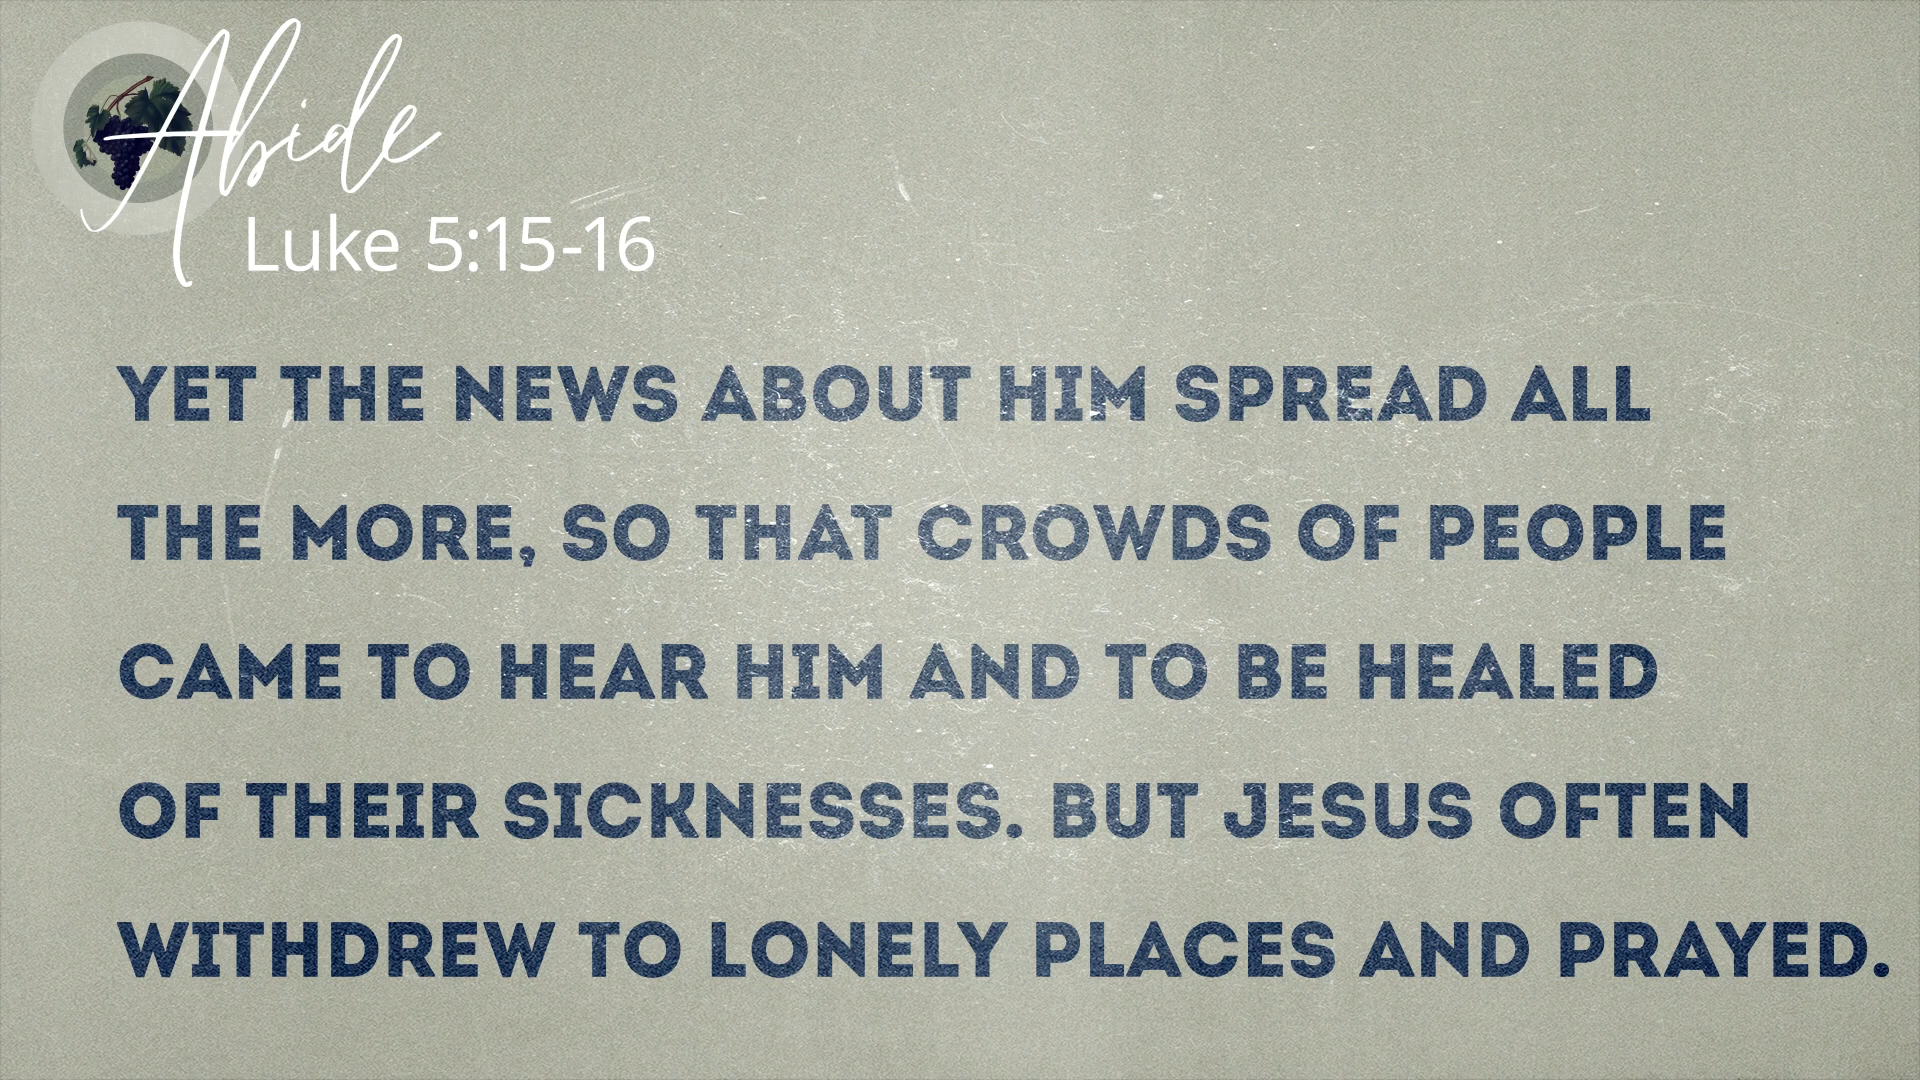 Abide
Luke 5:15-16
YET THE NEWS ABOUT HIM SPREAD ALL
THE MORE, SO THAT CROWDS OF PEOPLE
CAME TO HEAR HIM AND TO BE HEALED
OF THEIR SICKNESSES. BUT JESUS OFTEN
WITHDREW TO LONELY PLACES AND PRAYED.